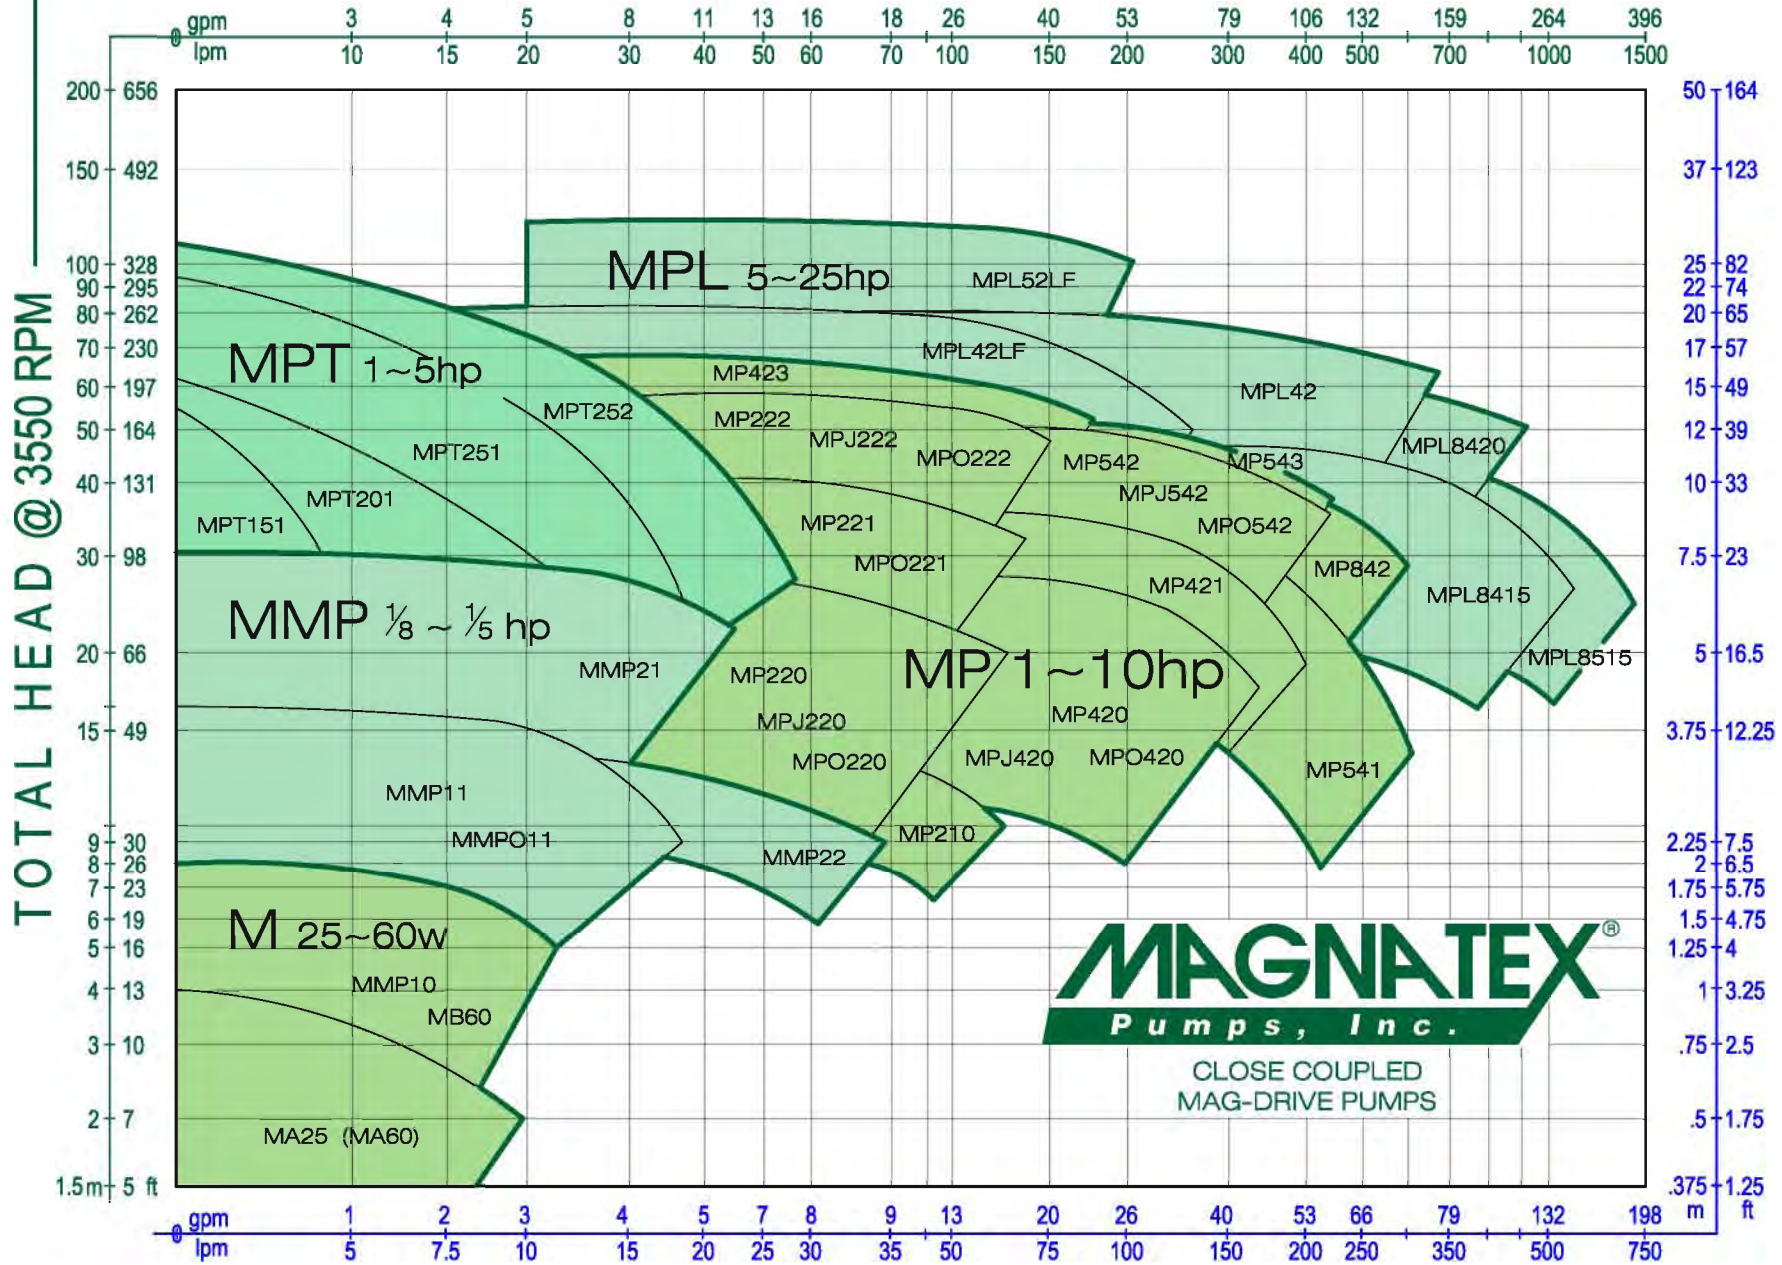 gpm 3 4 5 8 11 13 16 18 26 40 53 79 106 132 159 264 396
0
lpm 10 15 20 30 40 50 60 70 100 150 200 300 400 500 700 1000 1500
TOTAL HEAD @ 3550 RPM
200 656
150 492
100 328
90 295
80 262
70 230
60 197
50 164
40 131
30 98
20 66
15 49
9 30
8 26
7 23
6 19
5 16
4 13
3 10
2 7
1.5m 5 ft
50 164
37 123
25 82
22 74
20 65
17 57
15 49
12 39
10 33
7.5 23
5 16.5
3.75 12.25
2.25 7.5
2 6.5
1.75 5.75
1.5 4.75
1.25 4
1 3.25
.75 2.5
.5 1.75
.375 1.25
m ft
MPL 5~25hp
MPL52LF
MPL42LF
MPL42
MPL8420
MPL8415
MPL8515
MPT 1~5hp
MPT252
MPT251
MPT201
MPT151
MP423
MP222
MPJ222
MPO222
MP542
MP543
MPJ542
MPO542
MP221
MPO221
MP421
MP842
MMP ⅛ ~ ⅕ hp
MMP21
MP 1~10hp
MP220
MPJ220
MPO220
MP420
MPJ420
MPO420
MP541
MP210
MMP11
MMPO11
MMP22
M 25~60w
MMP10
MB60
MA25 (MA60)
MAGNATEX®
Pumps, Inc.
CLOSE COUPLED
MAG-DRIVE PUMPS
gpm 1 2 3 4 5 7 8 9 13 20 26 40 53 66 79 132 198
0
lpm 5 7.5 10 15 20 25 30 35 50 75 100 150 200 250 350 500 750